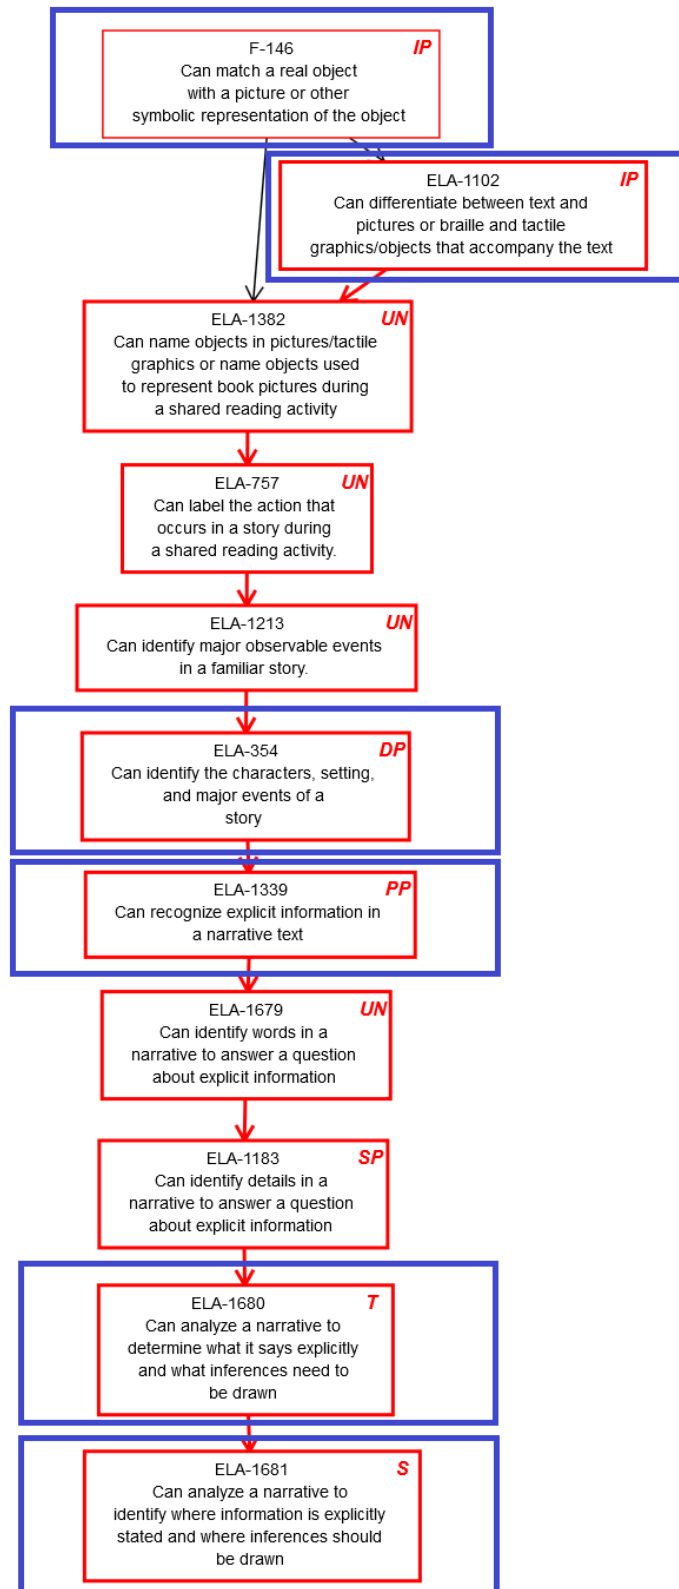 F-146 IP
Can match a real object
with a picture or other
symbolic representation of the object
ELA-1102 IP
Can differentiate between text and
pictures or braille and tactile
graphics/objects that accompany the text
ELA-1382 UN
Can name objects in pictures/tactile
graphics or name objects used
to represent book pictures during
a shared reading activity
ELA-757 UN
Can label the action that
occurs in a story during
a shared reading activity.
ELA-1213 UN
Can identify major observable events
in a familiar story.
ELA-354 DP
Can identify the characters, setting,
and major events of a
story
ELA-1339 PP
Can recognize explicit information in
a narrative text
ELA-1679 UN
Can identify words in a
narrative to answer a question
about explicit information
ELA-1183 SP
Can identify details in a
narrative to answer a question
about explicit information
ELA-1680 T
Can analyze a narrative to
determine what it says explicitly
and what inferences need to
be drawn
ELA-1681 S
Can analyze a narrative to
identify where information is explicitly
stated and where inferences should
be drawn